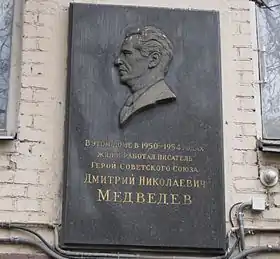 В ЭТОМ ДОМЕ В 1950-1954 ГОДАХ
ЖИЛ И РАБОТАЛ ПИСАТЕЛЬ
ГЕРОЙ СОВЕТСКОГО СОЮЗА
ДМИТРИЙ НИКОЛАЕВИЧ
МЕДВЕДЕВ